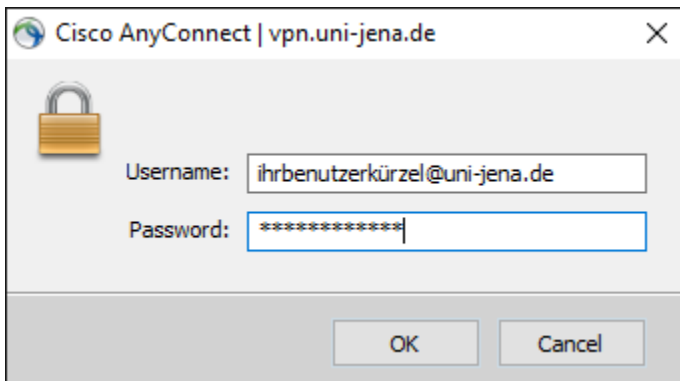 Cisco AnyConnect | vpn.uni-jena.de
Username: ihrbenutzerkürzel@uni-jena.de
Password: ************
OK Cancel